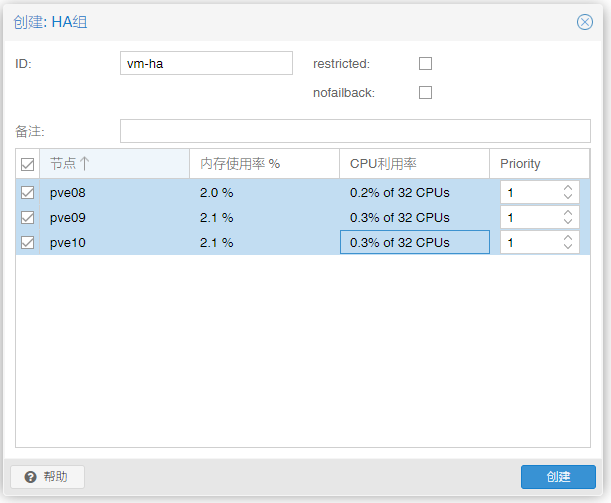 创建: HA组
ID: vm-ha restricted:
nofailback:
备注:
节点 内存使用率 % CPU利用率 Priority
pve08 2.0 % 0.2% of 32 CPUs 1
pve09 2.1 % 0.3% of 32 CPUs 1
pve10 2.1 % 0.3% of 32 CPUs 1
帮助 创建